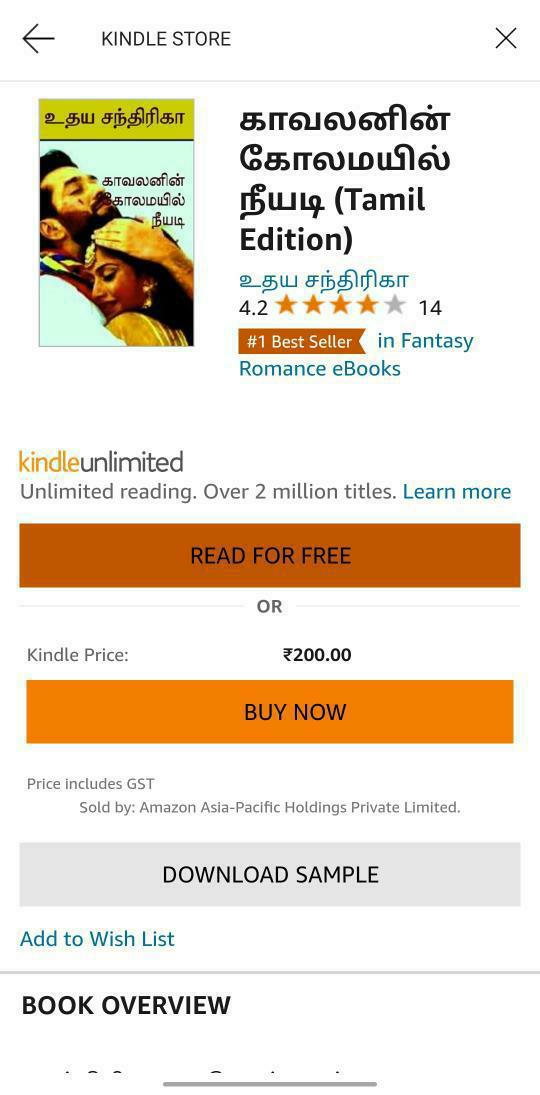 KINDLE STORE
உதய சந்திரிகா
காவலனின்
கோலமயில்
நீயடி
காவலனின்
கோலமயில்
நீயடி (Tamil
Edition)
உதய சந்திரிகா
4.2 14
#1 Best Seller in Fantasy
Romance eBooks
kindleunlimited
Unlimited reading. Over 2 million titles. Learn more
READ FOR FREE
OR
Kindle Price: ₹200.00
BUY NOW
Price includes GST
Sold by: Amazon Asia-Pacific Holdings Private Limited.
DOWNLOAD SAMPLE
Add to Wish List
BOOK OVERVIEW